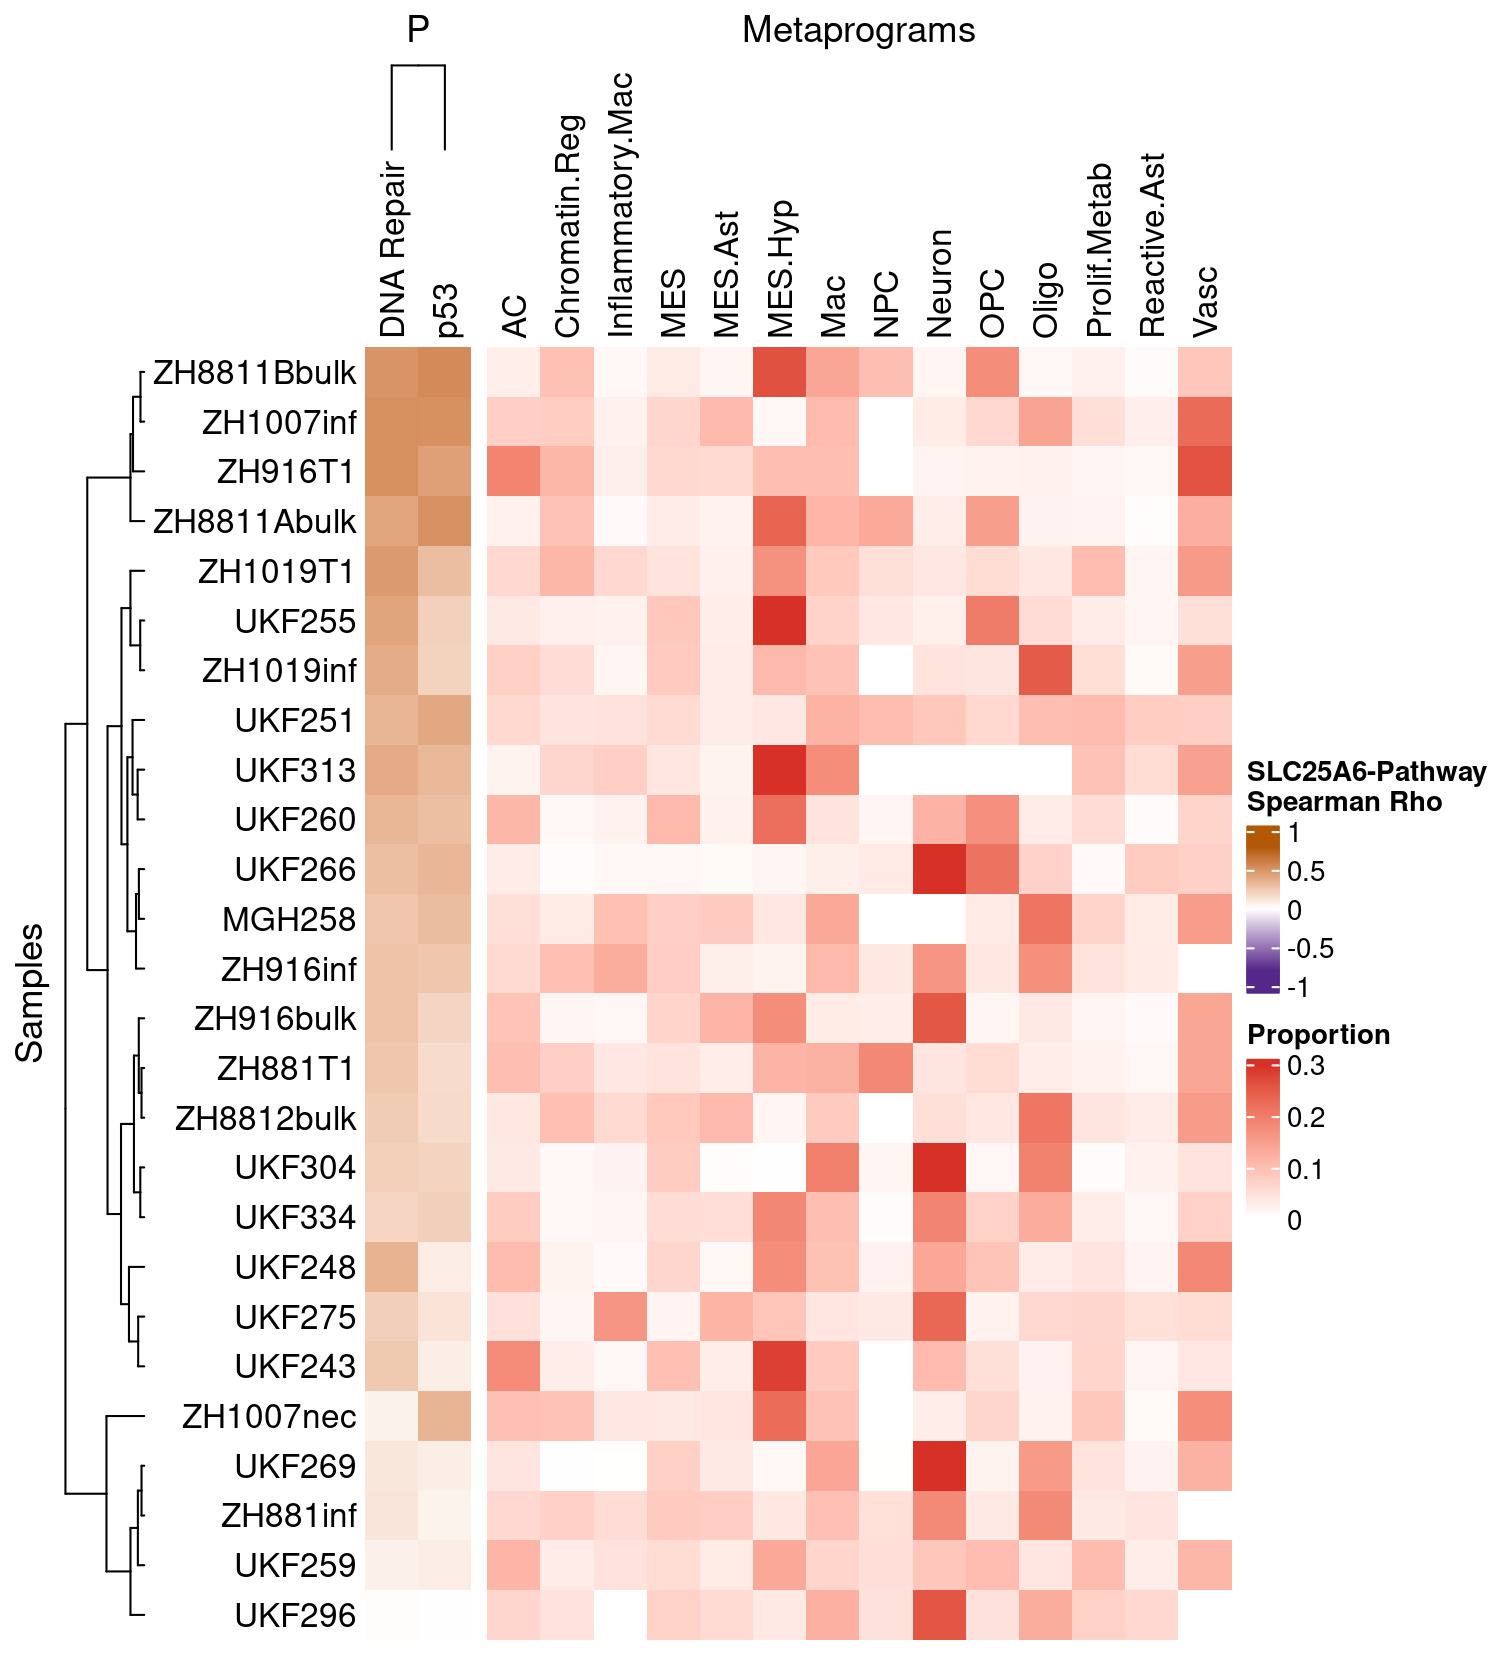 P
Metaprograms
DNA Repair
p53
AC
Chromatin.Reg
Inflammatory.Mac
MES
MES.Ast
MES.Hyp
Mac
NPC
Neuron
OPC
Oligo
Prolif.Metab
Reactive.Ast
Vasc
Samples
ZH8811Bbulk
ZH1007inf
ZH916T1
ZH8811Abulk
ZH1019T1
UKF255
ZH1019inf
UKF251
UKF313
UKF260
UKF266
MGH258
ZH916inf
ZH916bulk
ZH881T1
ZH8812bulk
UKF304
UKF334
UKF248
UKF275
UKF243
ZH1007nec
UKF269
ZH881inf
UKF259
UKF296
SLC25A6-Pathway
Spearman Rho
1
0.5
0
-0.5
-1
Proportion
0.3
0.2
0.1
0